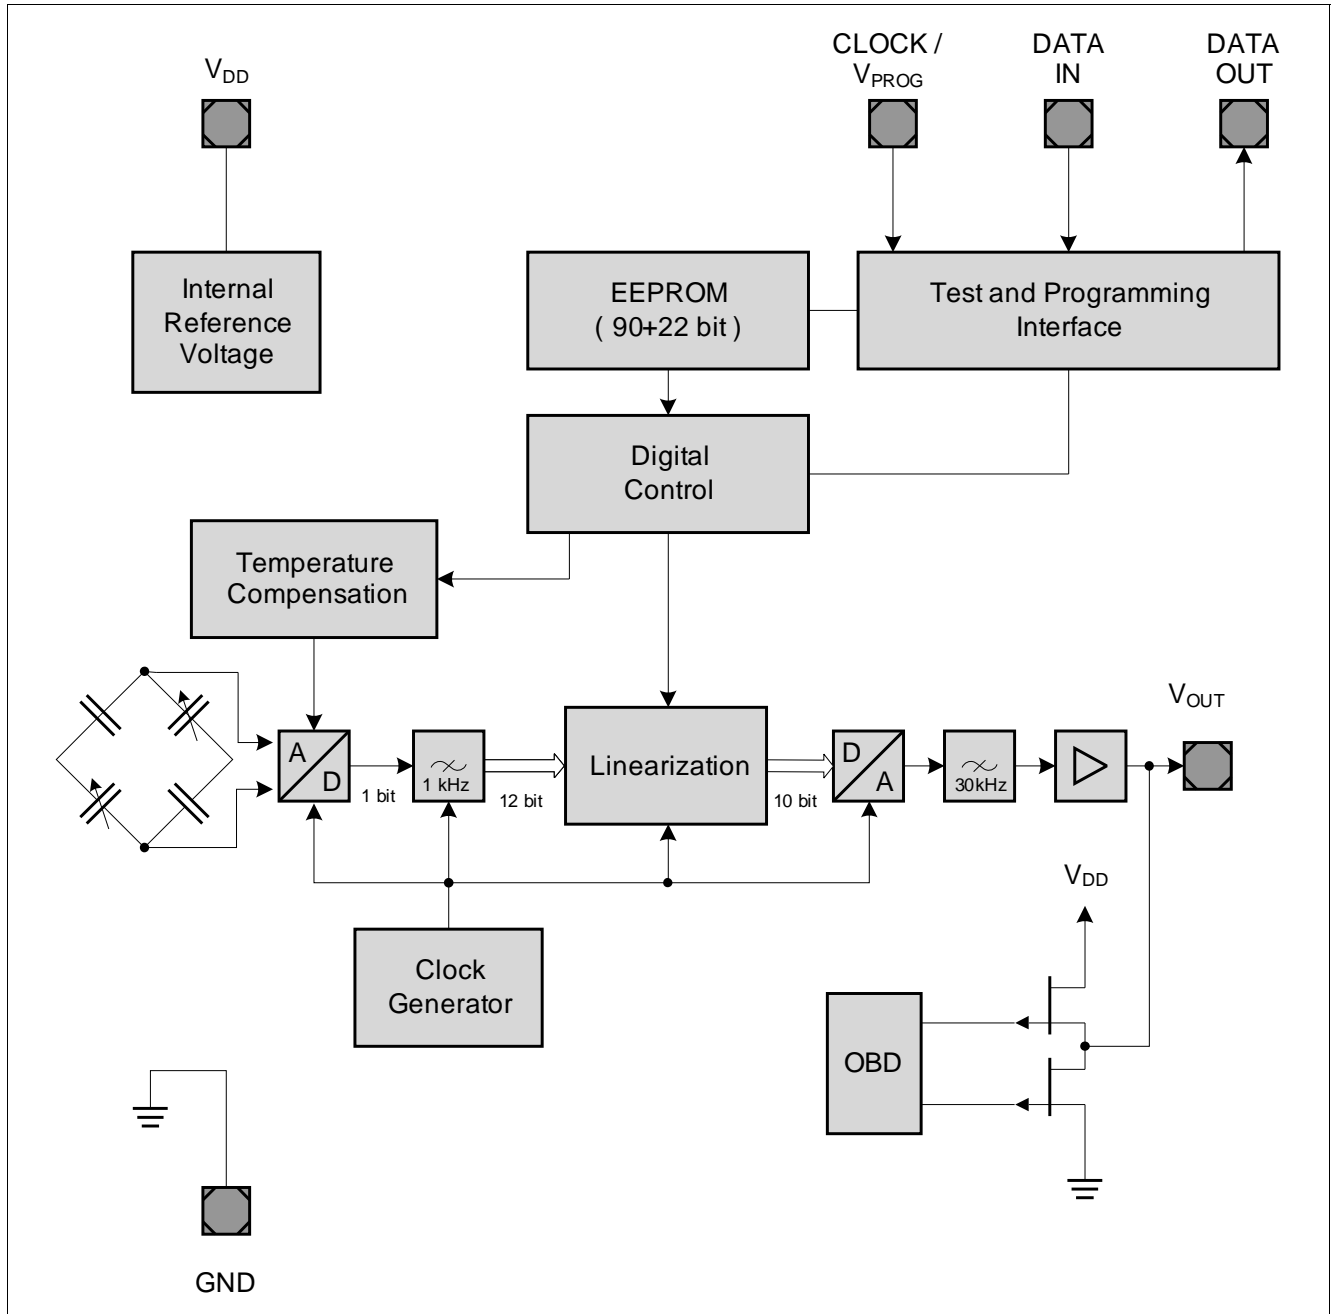 CLOCK /
VPROG
DATA
IN
DATA
OUT
VDD
Internal
Reference
Voltage
EEPROM
( 90+22 bit )
Test and Programming
Interface
Digital
Control
Temperature
Compensation
A
D
1 bit
1 kHz
12 bit
Linearization
10 bit
D
A
30kHz
VOUT
Clock
Generator
VDD
OBD
GND